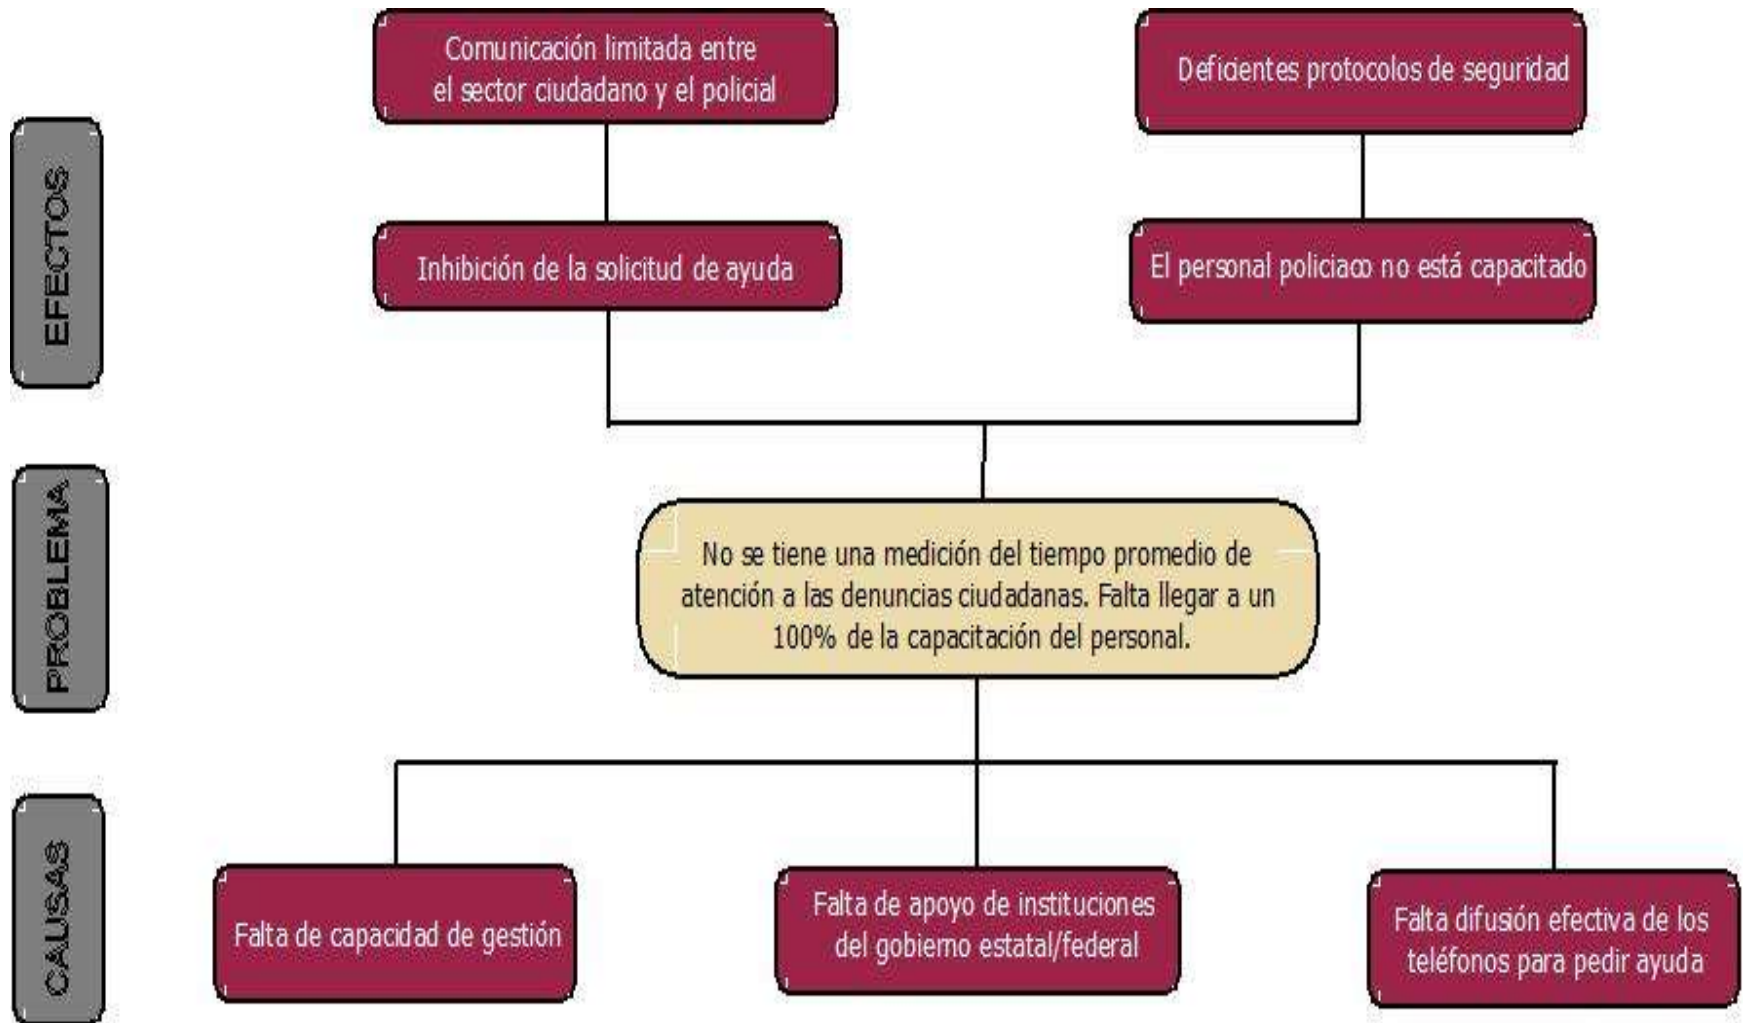 Comunicación limitada entre
el sector ciudadano y el policial
Deficientes protocolos de seguridad
EFECTOS
Inhibición de la solicitud de ayuda
El personal policiaco no está capacitado
PROBLEMA
No se tiene una medición del tiempo promedio de
atención a las denuncias ciudadanas. Falta llegar a un
100% de la capacitación del personal.
CAUSAS
Falta de capacidad de gestión
Falta de apoyo de instituciones
del gobierno estatal/federal
Falta difusión efectiva de los
teléfonos para pedir ayuda